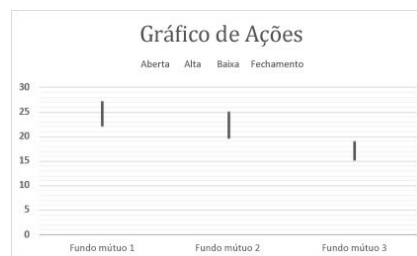 Gráfico de Ações
Aberta Alta Baixa Fechamento
30
25
20
15
10
5
0
Fundo mútuo 1 Fundo mútuo 2 Fundo mútuo 3